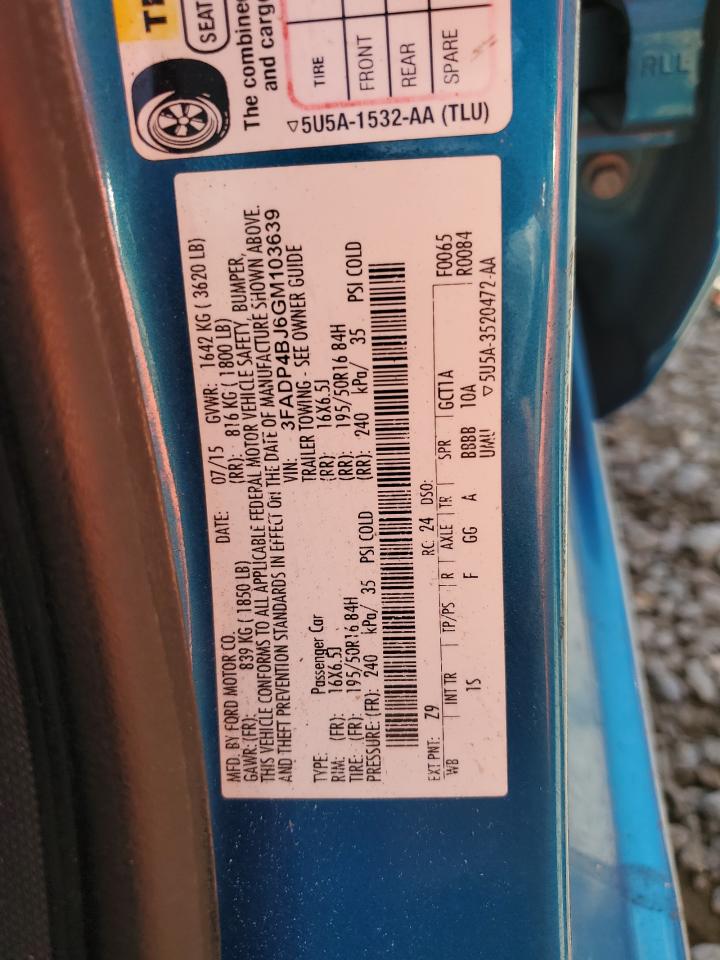 MFD. BY FORD MOTOR CO. DATE: 07/15 GVWR: 1642 KG ( 3620 LB)
GAWR: (FR): 839 KG ( 1850 LB) (RR): 816 KG ( 1800 LB)
THIS VEHICLE CONFORMS TO ALL APPLICABLE FEDERAL MOTOR VEHICLE SAFETY, BUMPER,
AND THEFT PREVENTION STANDARDS IN EFFECT ON THE DATE OF MANUFACTURE SHOWN ABOVE.
VIN: 3FADP4BJ6GM103639
TYPE: Passenger Car TRAILER TOWING - SEE OWNER GUIDE
RIM: (FR): 16X6.5J (RR): 16X6.5J
TIRE: (FR): 195/50R16 84H (RR): 195/50R16 84H
PRESSURE: (FR): 240 kPa/ 35 PSI COLD (RR): 240 kPa/ 35 PSI COLD
EXT PNT: Z9 RC: 24 DSO: F0065
WB INT TR TP/PS R AXLE TR SPR GCT1A R0084
1S F GG A BBBB 10A
UMU ▽5U5A-3520472-AA
SEAT
The combine
and cargo
TIRE
FRONT
REAR
SPARE
▽5U5A-1532-AA (TLU)
RLL